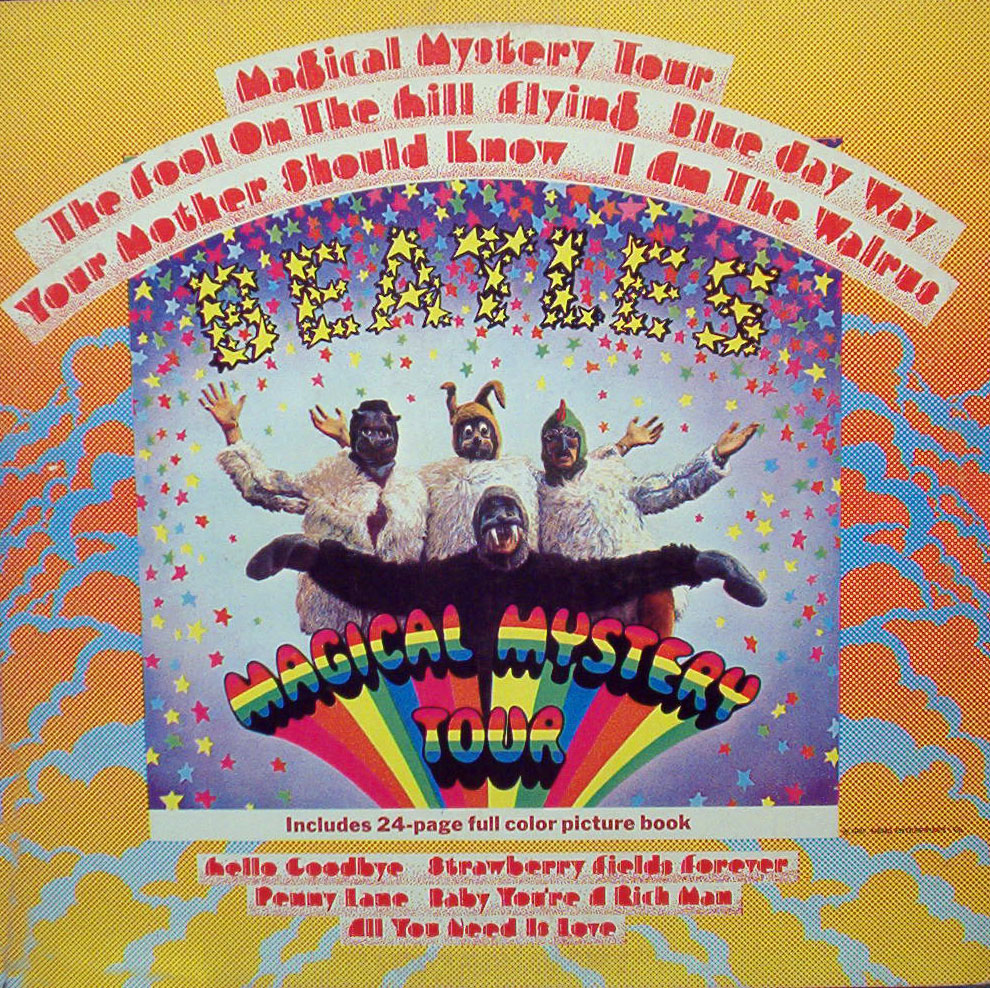 Magical Mystery Tour
The Fool On The Hill Flying Blue Jay Way
Your Mother Should Know I Am The Walrus
BEATLES
MAGICAL MYSTERY
TOUR
Includes 24-page full color picture book
Hello Goodbye Strawberry Fields Forever
Penny Lane Baby You're A Rich Man
All You Need Is Love